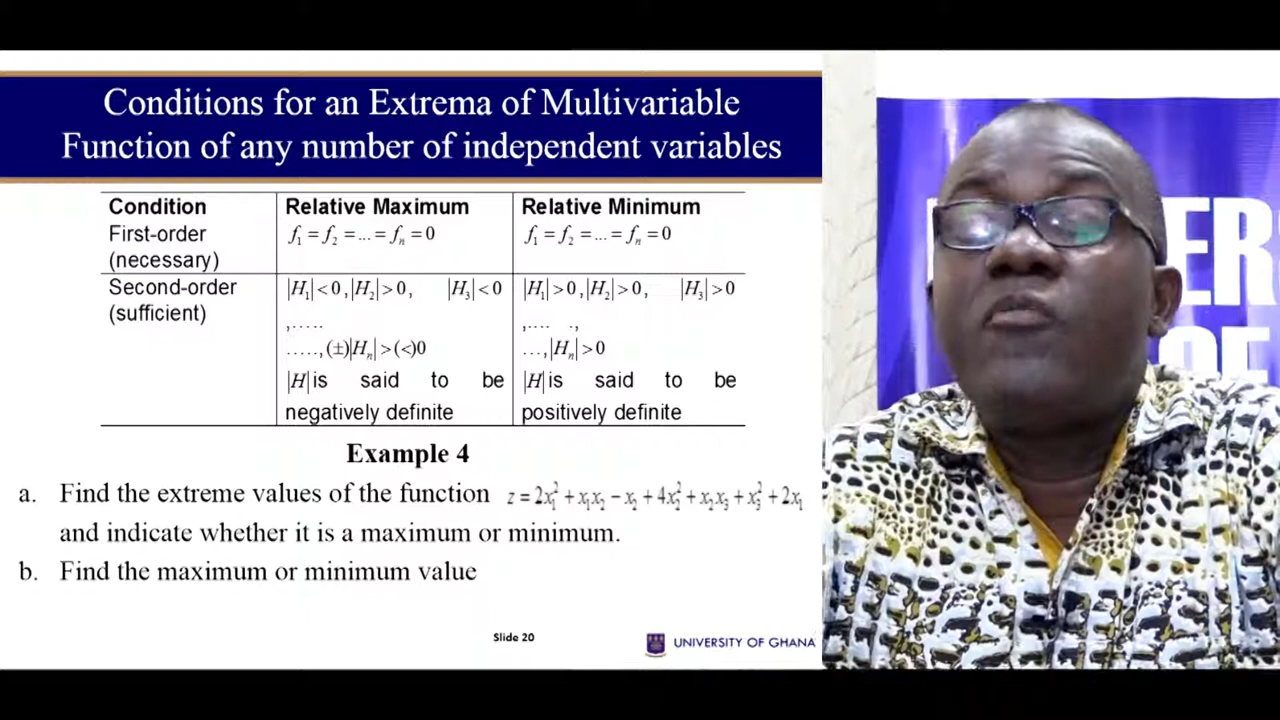 Conditions for an Extrema of Multivariable
Function of any number of independent variables
Condition Relative Maximum Relative Minimum
First-order f₁ = f₂ = ... = fₙ = 0 f₁ = f₂ = ... = fₙ = 0
(necessary)
Second-order |H₁| < 0, |H₂| > 0, |H₃| < 0 |H₁| > 0, |H₂| > 0, |H₃| > 0
(sufficient) ,..... ,.... .,
....., (±)|Hₙ| > (<)0 ..., |Hₙ| > 0
|H| is said to be |H| is said to be
negatively definite positively definite
Example 4
a. Find the extreme values of the function z = 2x₁² + x₁x₂ − x₂ + 4x₂² + x₂x₃ + x₃² + 2x₁
and indicate whether it is a maximum or minimum.
b. Find the maximum or minimum value
Slide 20
UNIVERSITY OF GHANA
ER
OF